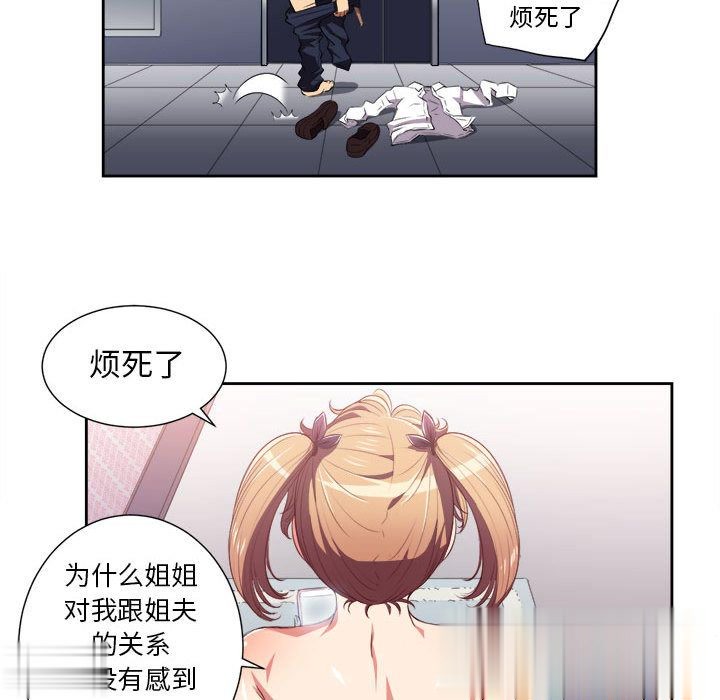 烦死了
烦死了
为什么姐姐
对我跟姐夫
的关系
没有感到